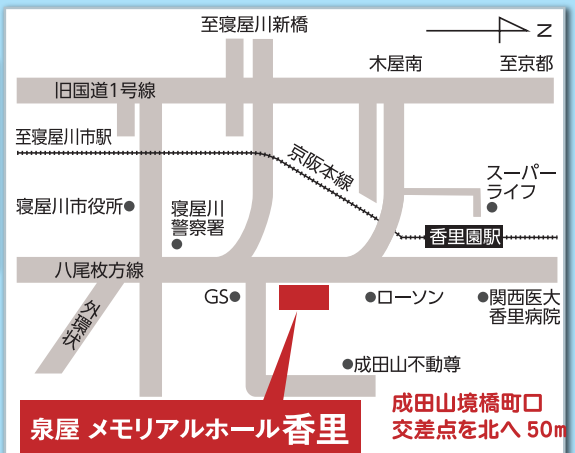 至寝屋川新橋
N
木屋南
至京都
旧国道1号線
至寝屋川市駅
京阪本線
スーパー
ライフ
寝屋川市役所
寝屋川
警察署
香里園駅
八尾枚方線
GS
ローソン
関西医大
香里病院
外環状
成田山不動尊
成田山境橋町口
交差点を北へ50m
泉屋 メモリアルホール香里